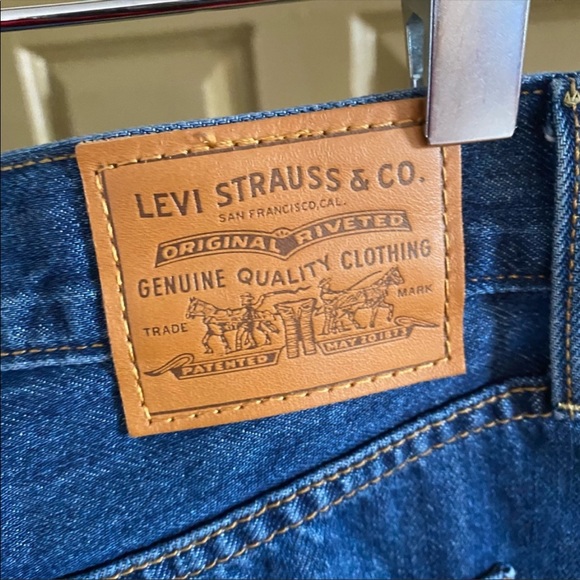 LEVI STRAUSS & CO.
SAN FRANCISCO, CAL.
ORIGINAL RIVETED
GENUINE QUALITY CLOTHING
TRADE MARK
PATENTED MAY 20 1873